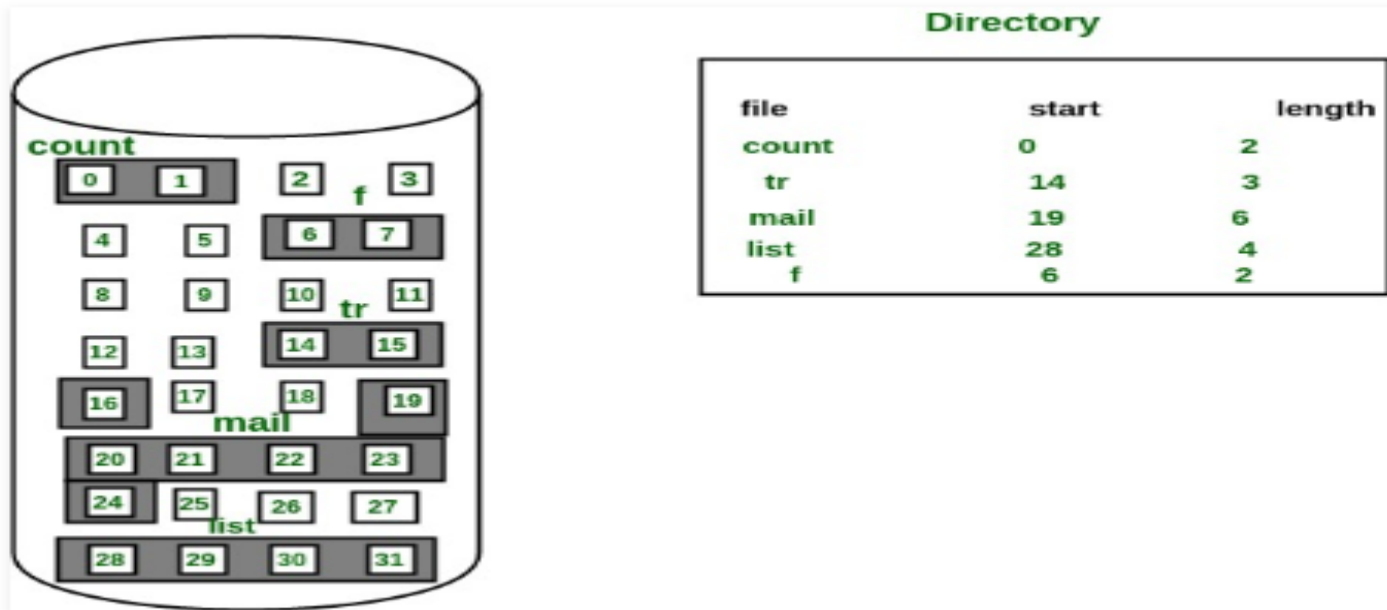 Directory
file start length
count 0 2
tr 14 3
mail 19 6
list 28 4
f 6 2
count
0 1 2 3
f
4 5 6 7
8 9 10 11
tr
12 13 14 15
16 17 18 19
mail
20 21 22 23
24 25 26 27
list
28 29 30 31